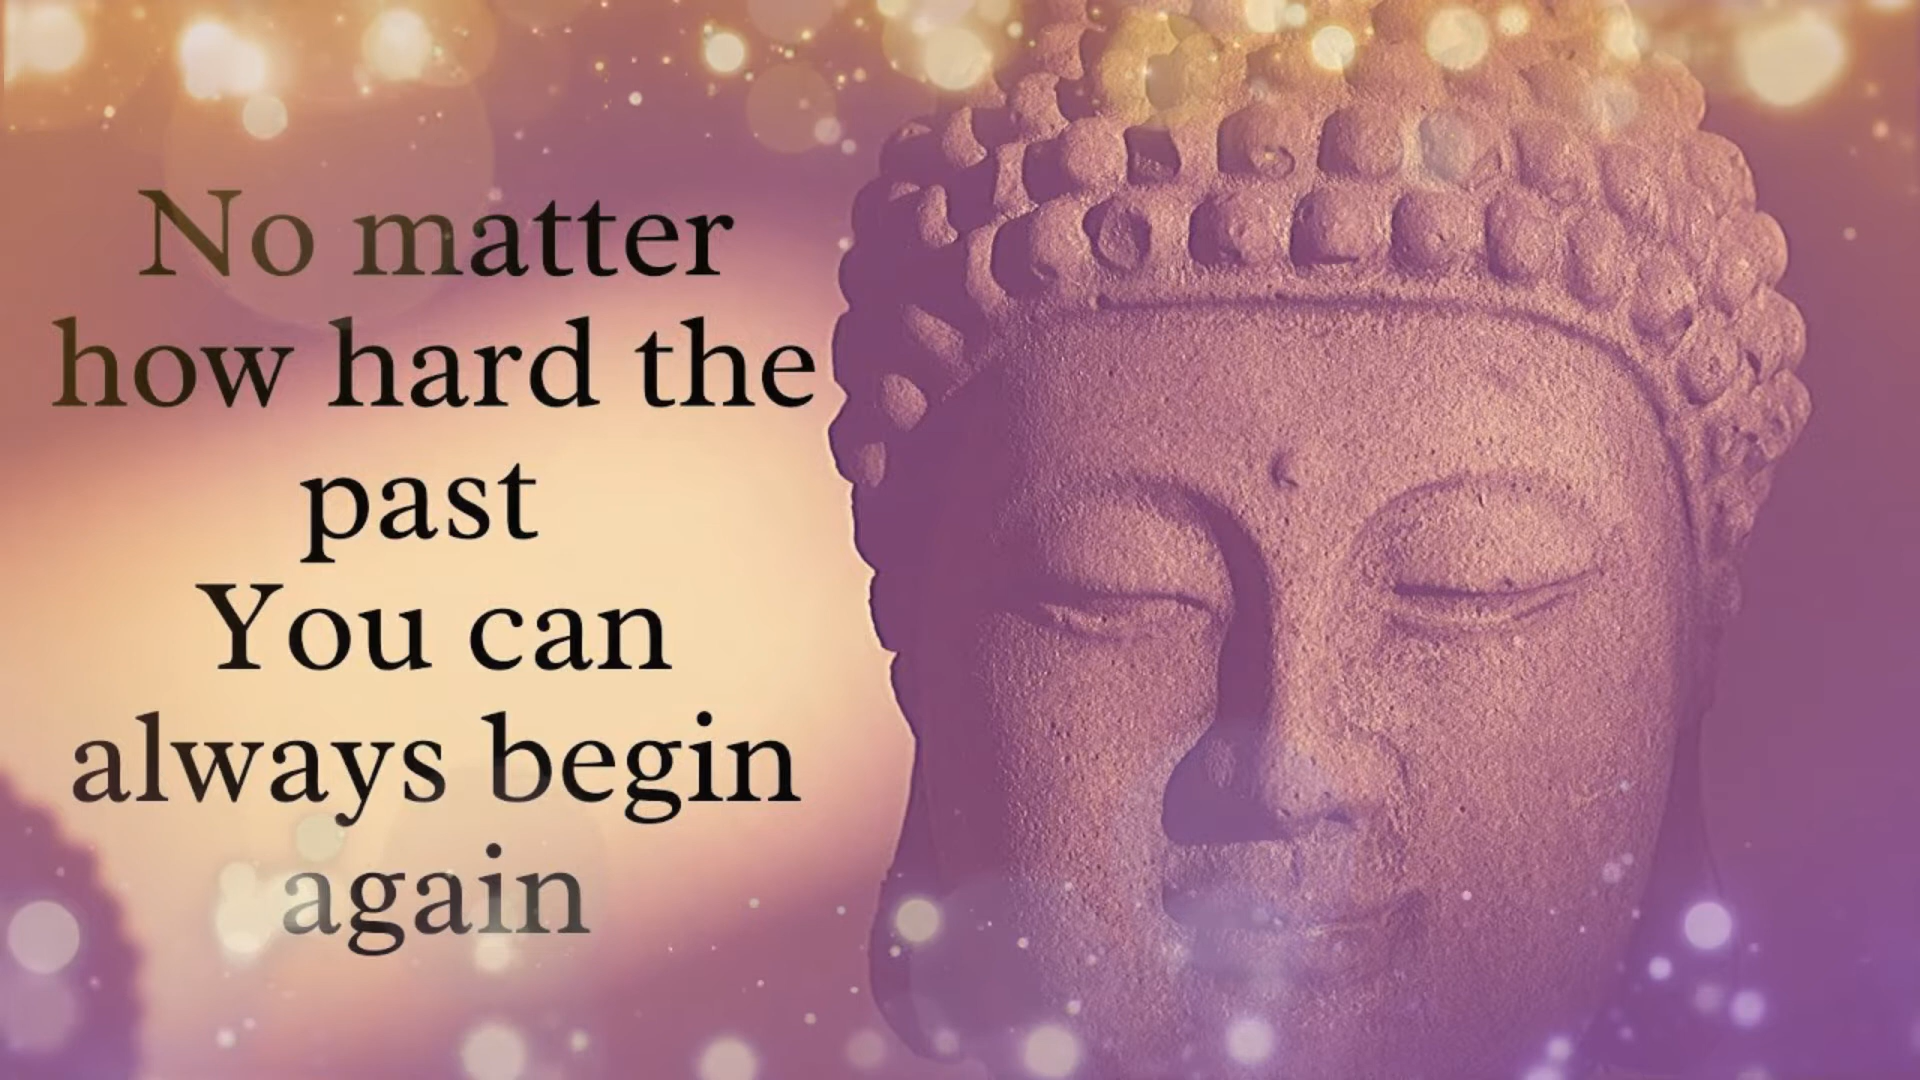 No matter
how hard the
past
You can
always begin
again